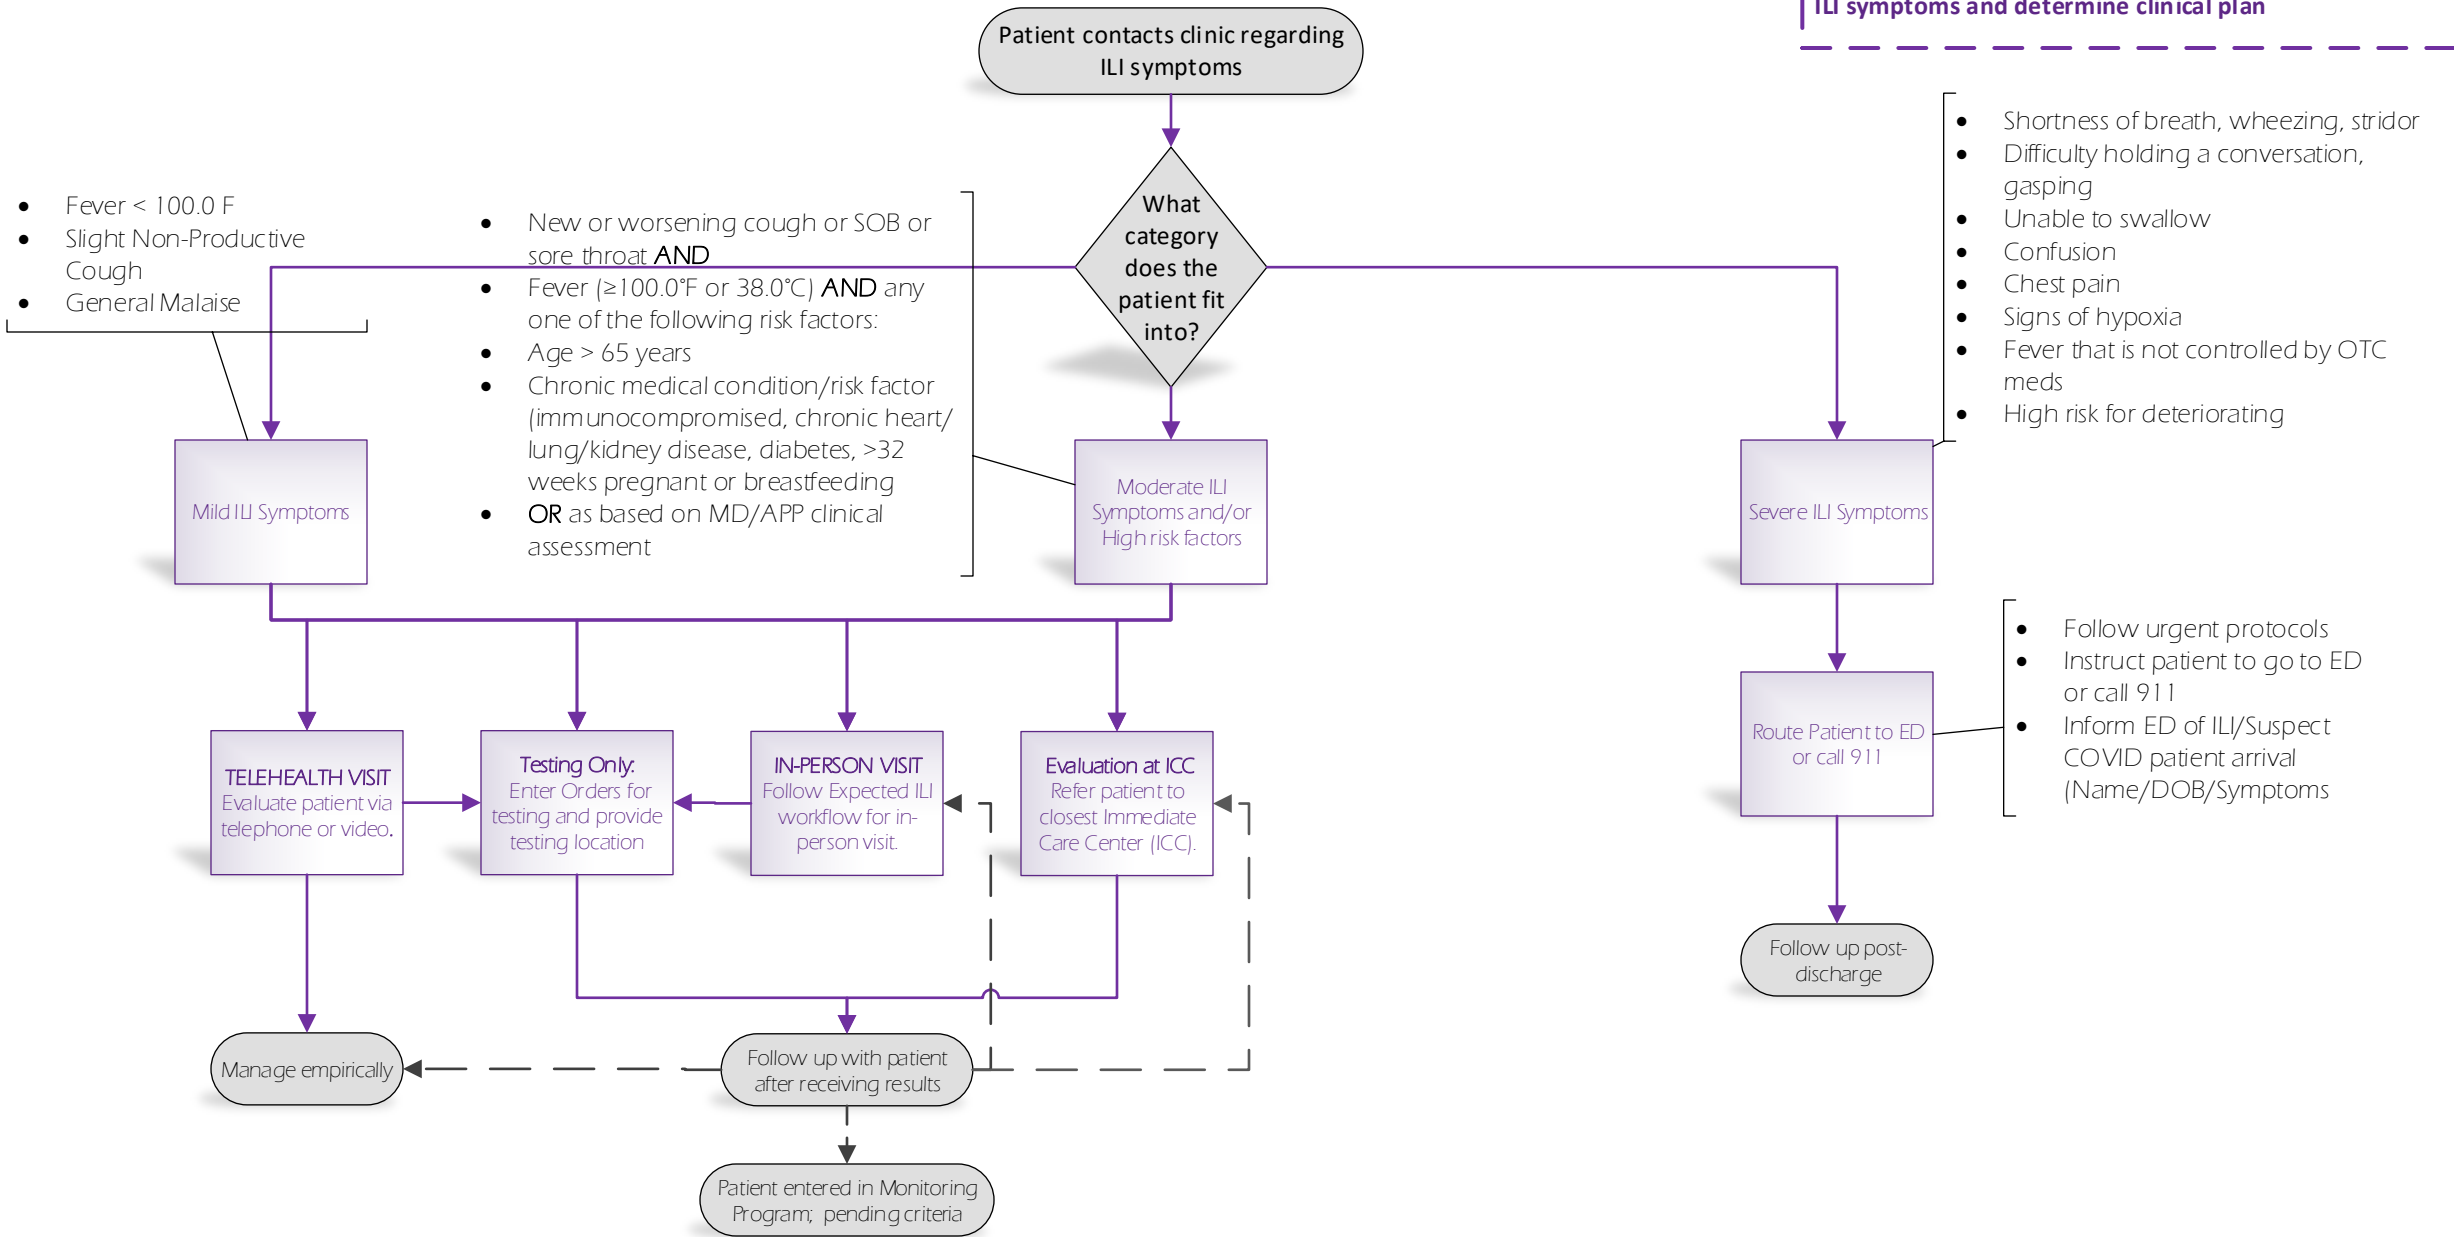 ILI symptoms and determine clinical plan
Patient contacts clinic regarding
ILI symptoms
What
category
does the
patient fit
into?
• Fever < 100.0 F
• Slight Non-Productive
Cough
• General Malaise
• New or worsening cough or SOB or
sore throat AND
• Fever (≥100.0°F or 38.0°C) AND any
one of the following risk factors:
• Age > 65 years
• Chronic medical condition/risk factor
(immunocompromised, chronic heart/
lung/kidney disease, diabetes, >32
weeks pregnant or breastfeeding
• OR as based on MD/APP clinical
assessment
• Shortness of breath, wheezing, stridor
• Difficulty holding a conversation,
gasping
• Unable to swallow
• Confusion
• Chest pain
• Signs of hypoxia
• Fever that is not controlled by OTC
meds
• High risk for deteriorating
Mild ILI Symptoms
Moderate ILI
Symptoms and/or
High risk factors
Severe ILI Symptoms
TELEHEALTH VISIT
Evaluate patient via
telephone or video.
Testing Only:
Enter Orders for
testing and provide
testing location
IN-PERSON VISIT
Follow Expected ILI
workflow for in-
person visit.
Evaluation at ICC
Refer patient to
closest Immediate
Care Center (ICC).
Route Patient to ED
or call 911
• Follow urgent protocols
• Instruct patient to go to ED
or call 911
• Inform ED of ILI/Suspect
COVID patient arrival
(Name/DOB/Symptoms
Follow up post-
discharge
Manage empirically
Follow up with patient
after receiving results
Patient entered in Monitoring
Program; pending criteria